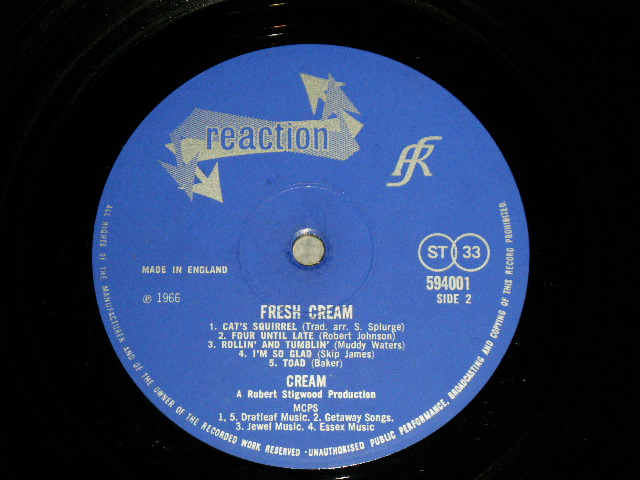 reaction
ST 33
594001
SIDE 2
MADE IN ENGLAND
℗ 1966
FRESH CREAM
1. CAT'S SQUIRREL (Trad. arr. S. Splurge)
2. FOUR UNTIL LATE (Robert Johnson)
3. ROLLIN' AND TUMBLIN' (Muddy Waters)
4. I'M SO GLAD (Skip James)
5. TOAD (Baker)
CREAM
A Robert Stigwood Production
MCPS
1. 5. Dratleaf Music. 2. Getaway Songs.
3. Jewel Music. 4. Essex Music
ALL RIGHTS OF THE MANUFACTURER AND OF THE OWNER OF THE RECORDED WORK RESERVED - UNAUTHORISED PUBLIC PERFORMANCE, BROADCASTING AND COPYING OF THIS RECORD PROHIBITED.